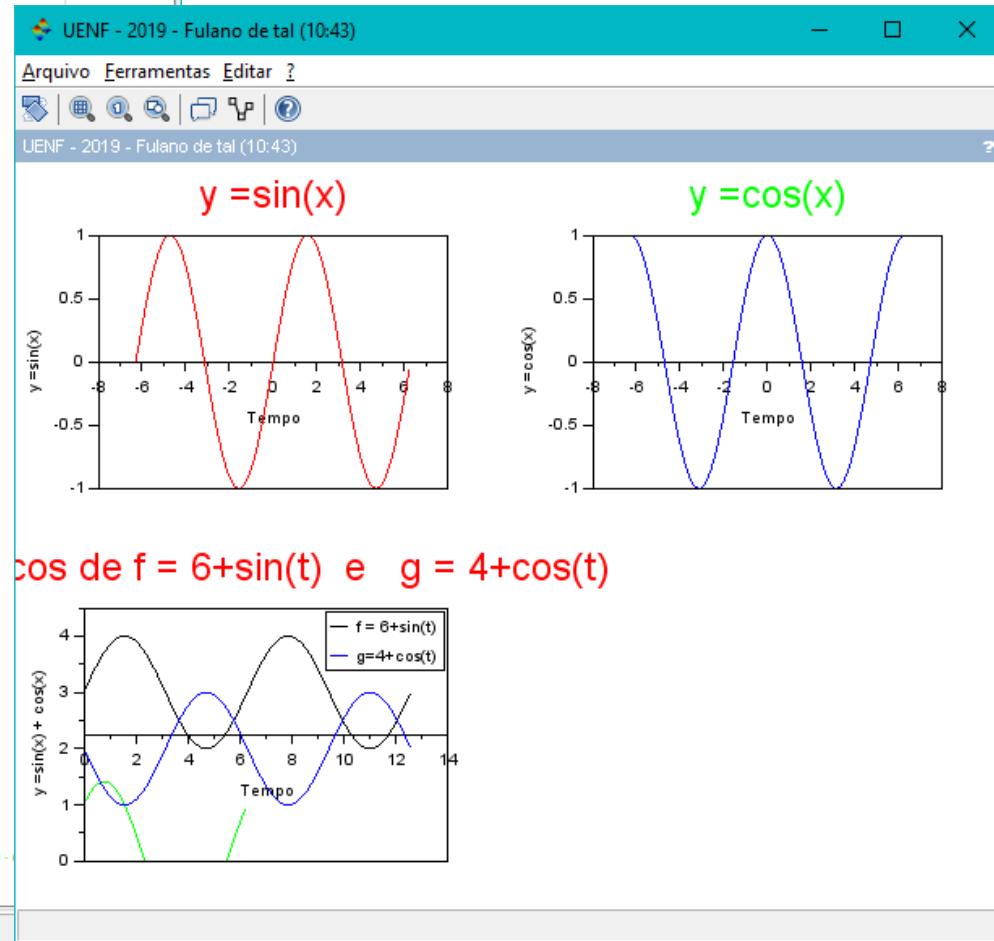 UENF - 2019 - Fulano de tal (10:43)
Arquivo Ferramentas Editar ?
UENF - 2019 - Fulano de tal (10:43) ?
y =sin(x)
1
0.5
0
-0.5
-1
-8 -6 -4 -2 0 2 4 6 8
Tempo
y =sin(x)
y =cos(x)
1
0.5
0
-0.5
-1
-8 -6 -4 -2 0 2 4 6 8
Tempo
y =cos(x)
cos de f = 6+sin(t) e g = 4+cos(t)
f = 6+sin(t)
g=4+cos(t)
4
3
2
1
0
0 2 4 6 8 10 12 14
Tempo
y =sin(x) + cos(x)